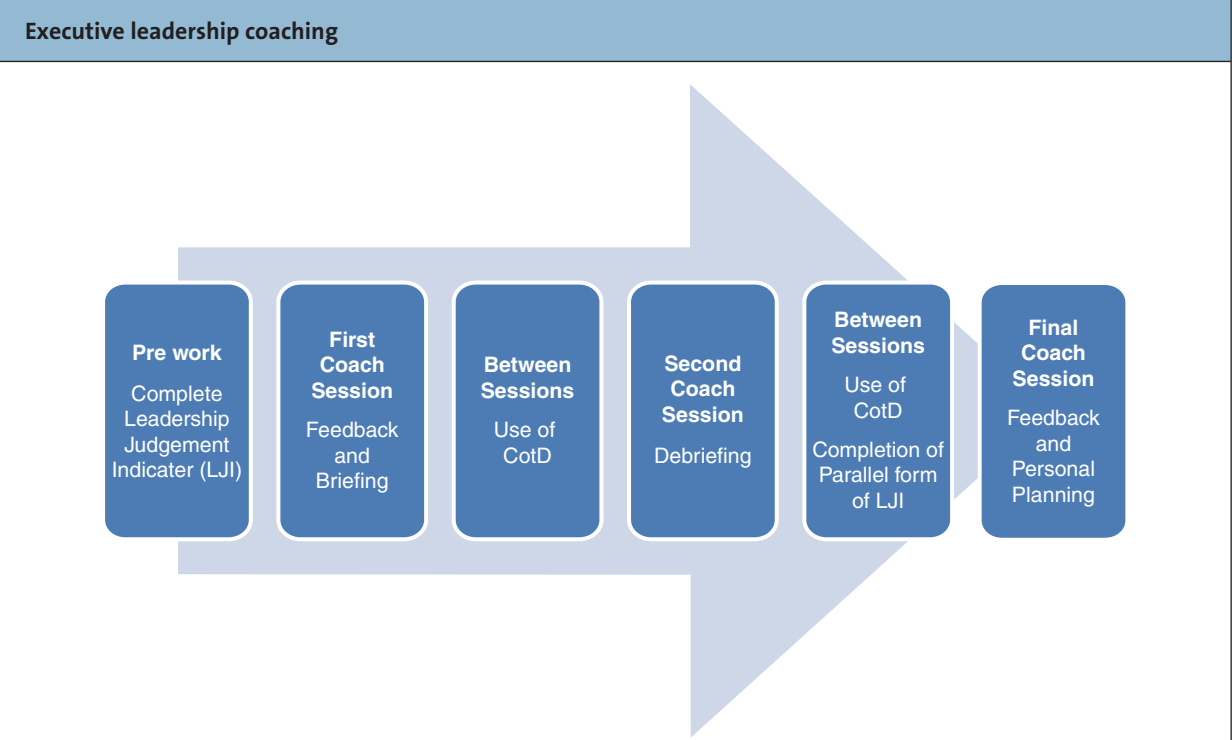 Executive leadership coaching
Pre work
Complete
Leadership
Judgement
Indicater (LJI)
First
Coach
Session
Feedback
and
Briefing
Between
Sessions
Use of
CotD
Second
Coach
Session
Debriefing
Between
Sessions
Use of
CotD
Completion of
Parallel form
of LJI
Final
Coach
Session
Feedback
and
Personal
Planning